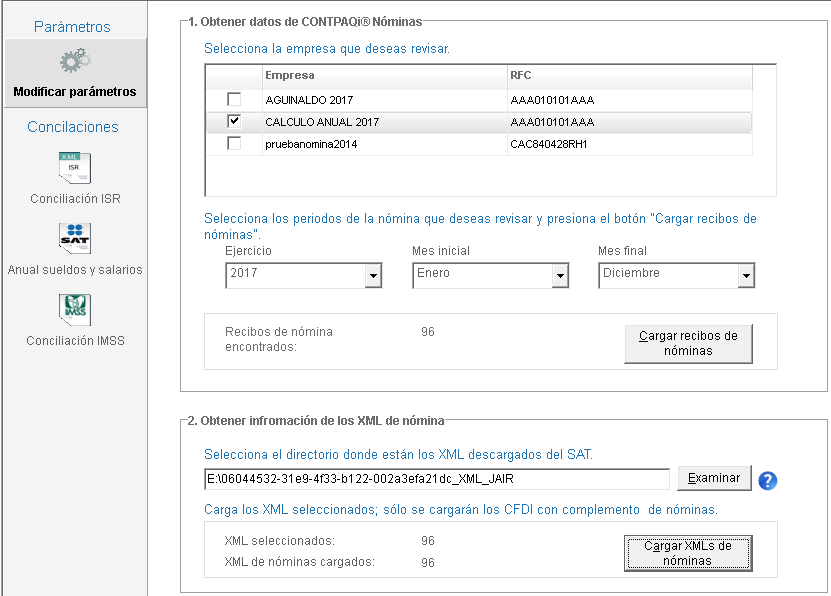 Parámetros
Modificar parámetros
Concilaciones
XML
ISR
Conciliación ISR
SAT
Anual sueldos y salarios
IMSS
Conciliación IMSS
1. Obtener datos de CONTPAQi® Nóminas
Selecciona la empresa que deseas revisar.
Empresa RFC
AGUINALDO 2017 AAA010101AAA
CALCULO ANUAL 2017 AAA010101AAA
pruebanomina2014 CAC840428RH1
Selecciona los periodos de la nómina que deseas revisar y presiona el botón "Cargar recibos de
nóminas".
Ejercicio Mes inicial Mes final
2017 Enero Diciembre
Recibos de nómina
encontrados:
96
Cargar recibos de
nóminas
2. Obtener infromación de los XML de nómina
Selecciona el directorio donde están los XML descargados del SAT.
E:\06044532-31e9-4f33-b122-002a3efa21dc_XML_JAIR
Examinar
?
Carga los XML seleccionados; sólo se cargarán los CFDI con complemento de nóminas.
XML seleccionados: 96
XML de nóminas cargados: 96
Cargar XMLs de
nóminas